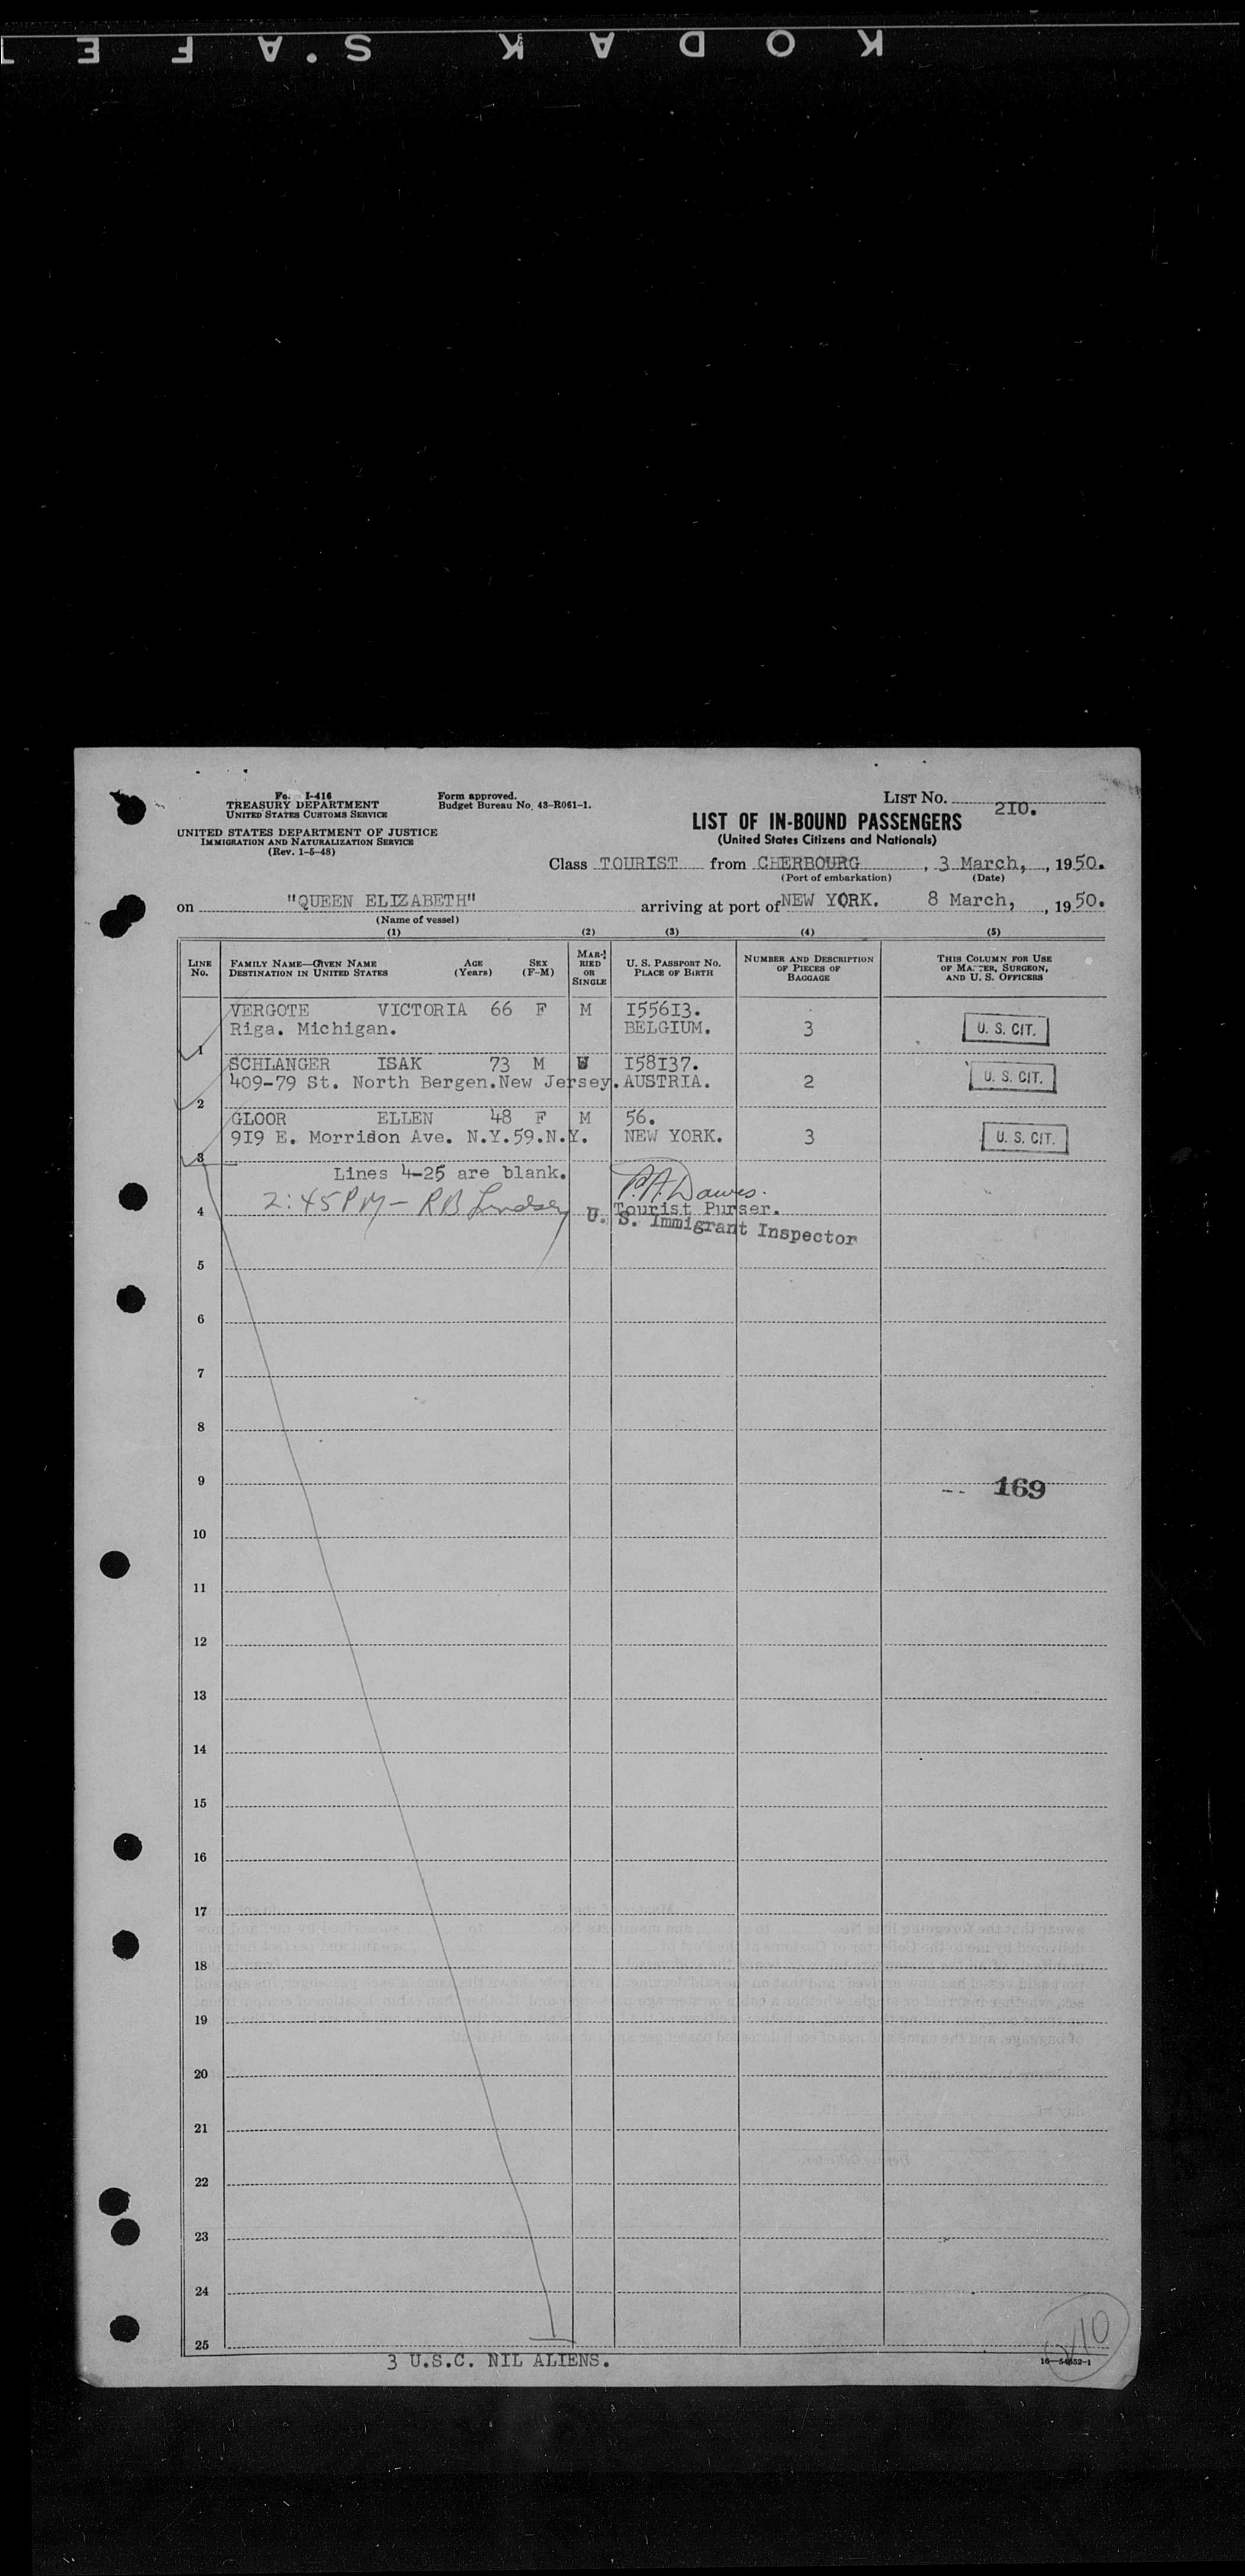 KODAK S'AFE
Form I-416
TREASURY DEPARTMENT
UNITED STATES CUSTOMS SERVICE
UNITED STATES DEPARTMENT OF JUSTICE
IMMIGRATION AND NATURALIZATION SERVICE
(Rev. 1-5-48)
Form approved.
Budget Bureau No. 43-R061-1.
LIST NO. 2I0.
LIST OF IN-BOUND PASSENGERS
(United States Citizens and Nationals)
Class TOURIST from CHERBOURG, 3 March, , 1950.
(Port of embarkation) (Date)
on "QUEEN ELIZABETH" arriving at port of NEW YORK. 8 March, , 1950.
(Name of vessel)
(1) (2) (3) (4) (5)
LINE NO. FAMILY NAME—GIVEN NAME DESTINATION IN UNITED STATES AGE (Years) SEX (F-M) MARRIED OR SINGLE U. S. PASSPORT NO. PLACE OF BIRTH NUMBER AND DESCRIPTION OF PIECES OF BAGGAGE THIS COLUMN FOR USE OF MASTER, SURGEON, AND U. S. OFFICERS
VERGOTE VICTORIA 66 F M I556I3.
1 Riga. Michigan. BELGIUM. 3 U. S. CIT.
SCHLANGER ISAK 73 M W I58I37.
2 409-79 St. North Bergen.New Jersey. AUSTRIA. 2 U. S. CIT.
GLOOR ELLEN 48 F M 56.
3 9I9 E. Morrison Ave. N.Y.59.N.Y. NEW YORK. 3 U. S. CIT.
Lines 4-25 are blank.
P.A. Dawes.
2:45 PM - RB Lindsey
Tourist Purser.
U. S. Immigrant Inspector
4
5
6
7
8
9
169
10
11
12
13
14
15
16
17
18
19
20
21
22
23
24
25
3 U.S.C. NIL ALIENS.
210